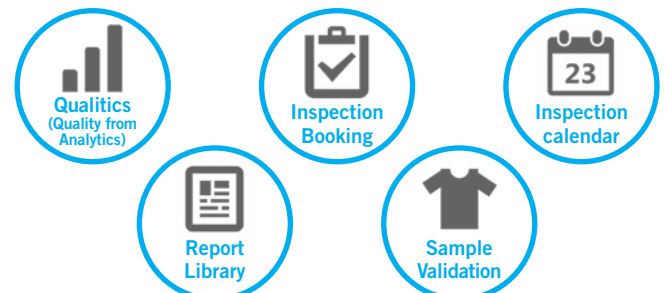 Qualitics
(Quality from
Analytics)
Inspection
Booking
23
Inspection
calendar
Report
Library
Sample
Validation